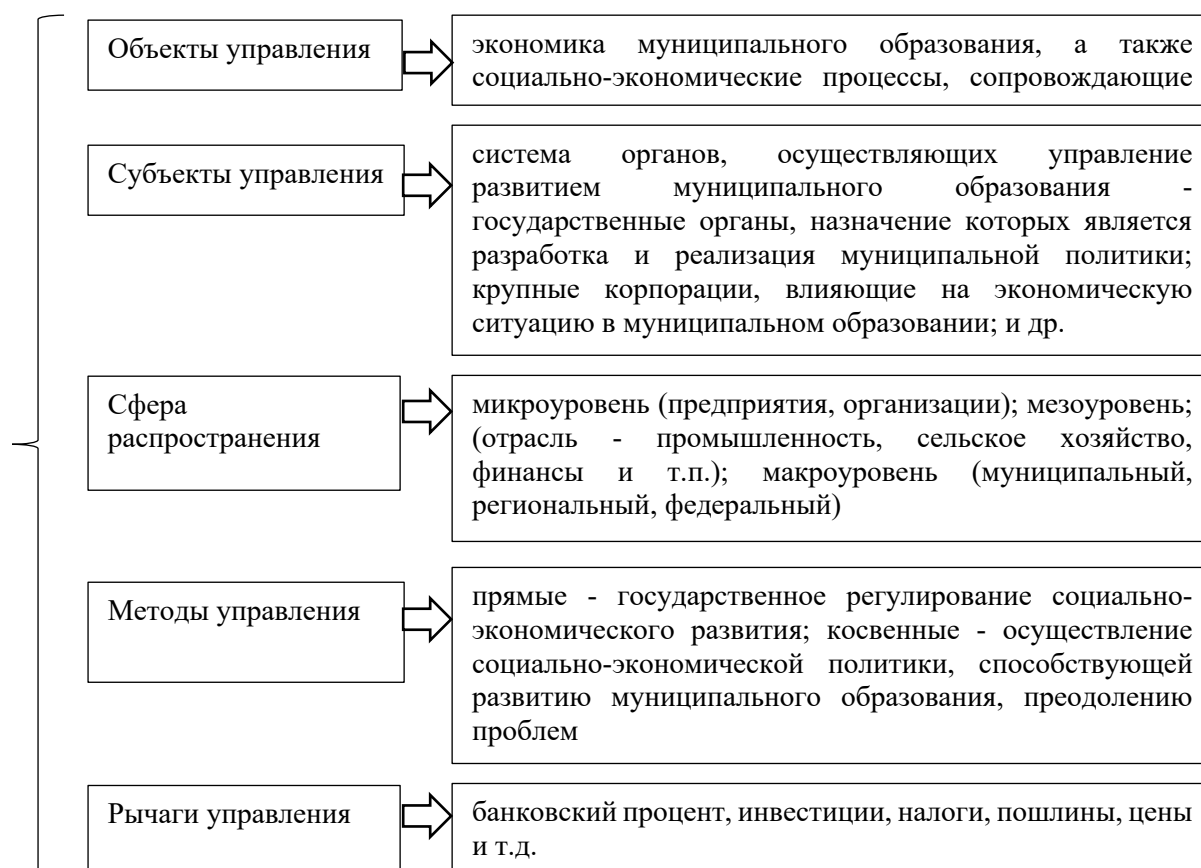 Объекты управления
экономика муниципального образования, а также
социально-экономические процессы, сопровождающие
Субъекты управления
система органов, осуществляющих управление
развитием муниципального образования -
государственные органы, назначение которых является
разработка и реализация муниципальной политики;
крупные корпорации, влияющие на экономическую
ситуацию в муниципальном образовании; и др.
Сфера
распространения
микроуровень (предприятия, организации); мезоуровень;
(отрасль - промышленность, сельское хозяйство,
финансы и т.п.); макроуровень (муниципальный,
региональный, федеральный)
Методы управления
прямые - государственное регулирование социально-
экономического развития; косвенные - осуществление
социально-экономической политики, способствующей
развитию муниципального образования, преодолению
проблем
Рычаги управления
банковский процент, инвестиции, налоги, пошлины, цены
и т.д.